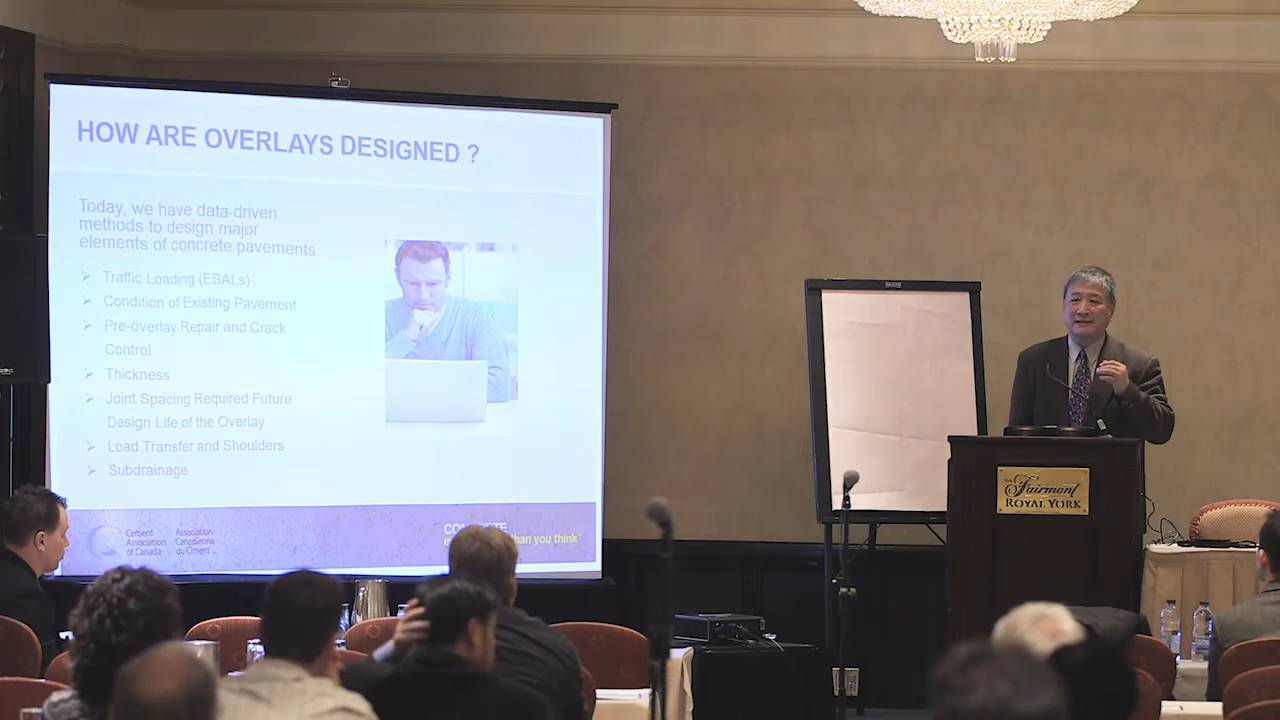 HOW ARE OVERLAYS DESIGNED ?
Today, we have data-driven
methods to design major
elements of concrete pavements
Traffic Loading (ESALs)
Condition of Existing Pavement
Pre-overlay Repair and Crack
Control
Thickness
Joint Spacing Required Future
Design Life of the Overlay
Load Transfer and Shoulders
Subdrainage
Cement
Association
of Canada
Association
Canadienne
du Ciment
than you think
THE Fairmont
ROYAL YORK